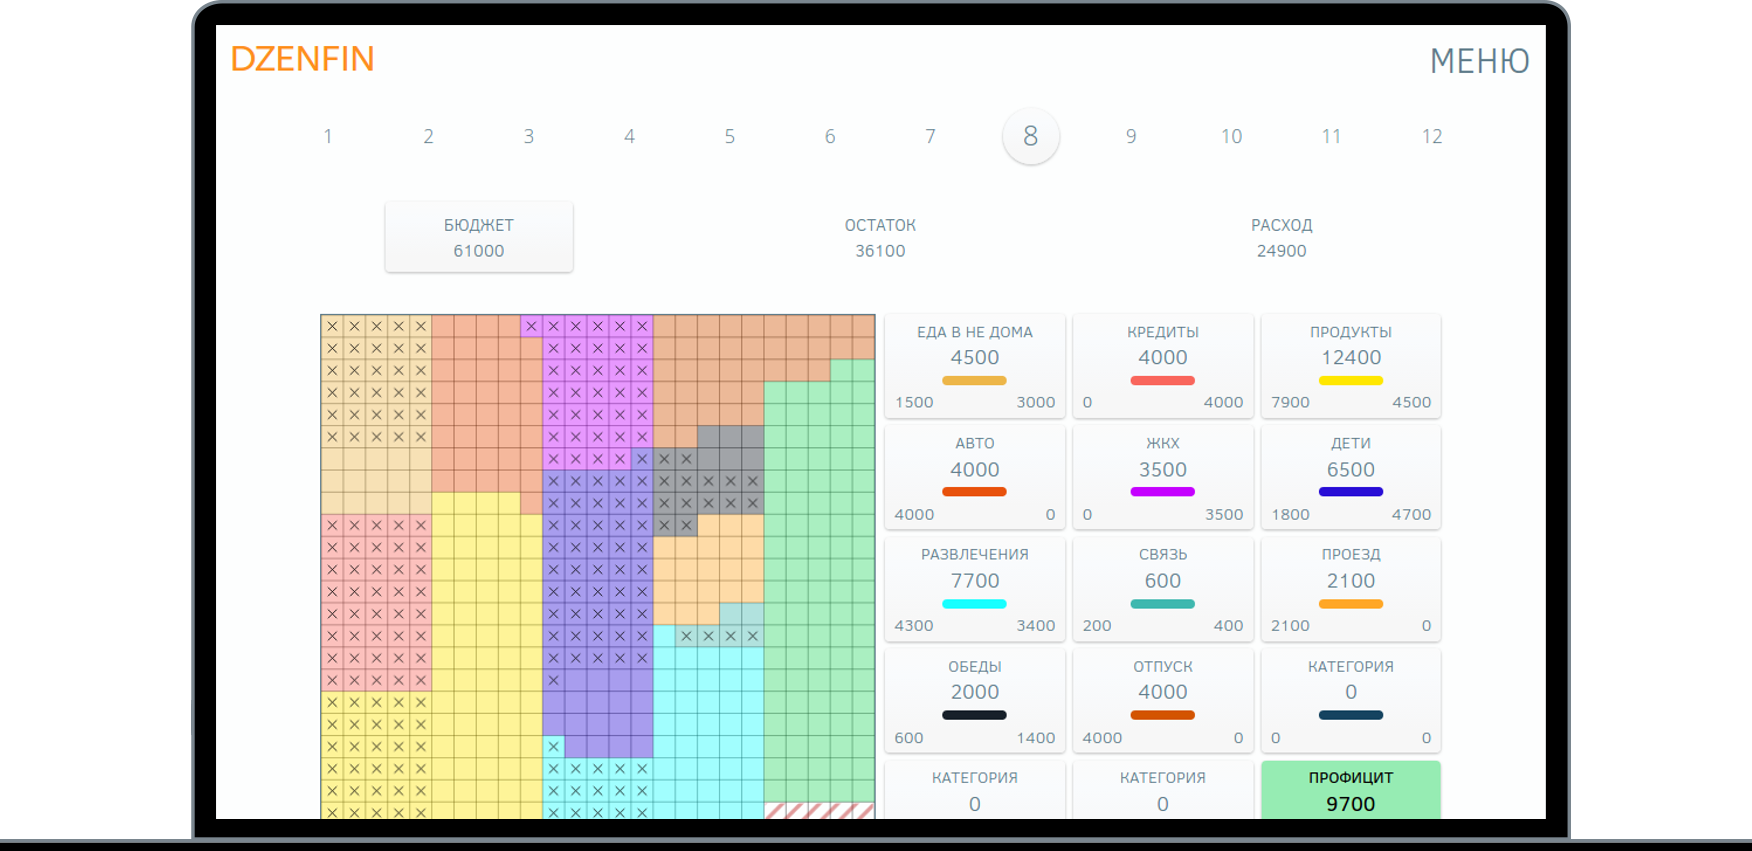 DZENFIN
МЕНЮ
1 2 3 4 5 6 7 8 9 10 11 12
БЮДЖЕТ ОСТАТОК РАСХОД
61000 36100 24900
ЕДА В НЕ ДОМА КРЕДИТЫ ПРОДУКТЫ
4500 4000 12400
1500 3000 0 4000 7900 4500
АВТО ЖКХ ДЕТИ
4000 3500 6500
4000 0 0 3500 1800 4700
РАЗВЛЕЧЕНИЯ СВЯЗЬ ПРОЕЗД
7700 600 2100
4300 3400 200 400 2100 0
ОБЕДЫ ОТПУСК КАТЕГОРИЯ
2000 4000 0
600 1400 4000 0 0 0
КАТЕГОРИЯ КАТЕГОРИЯ ПРОФИЦИТ
0 0 9700